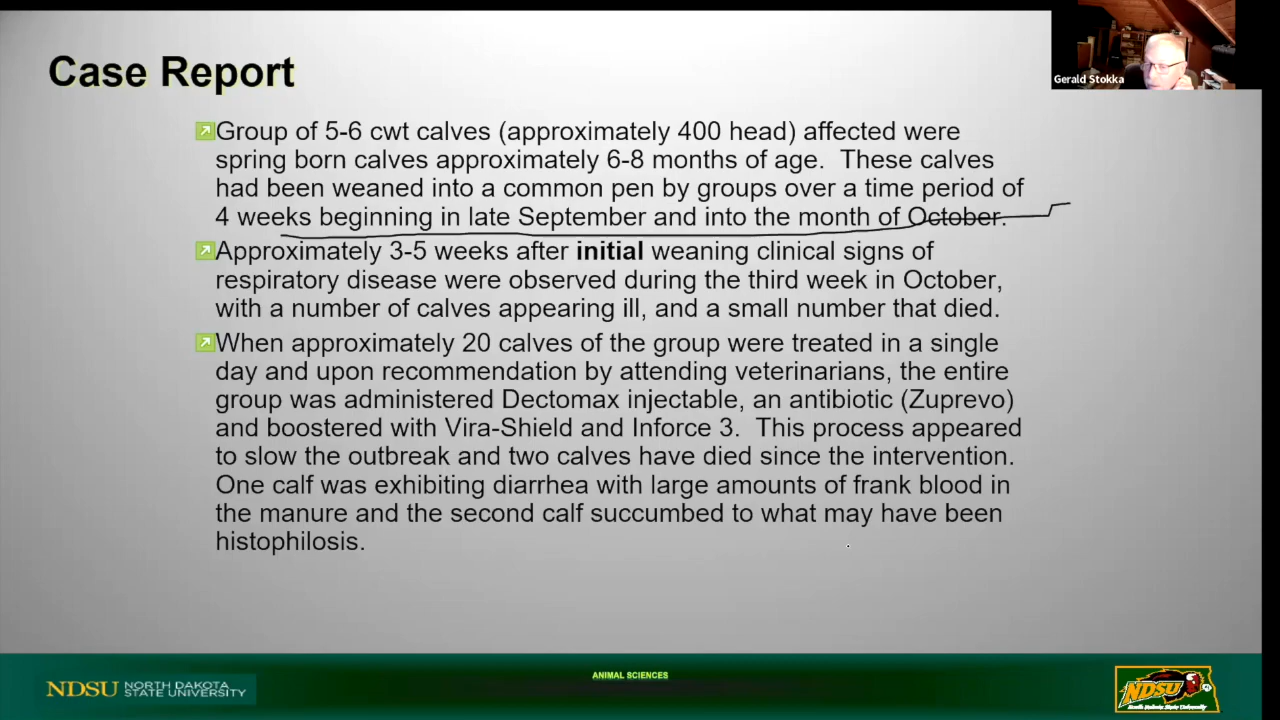 Case Report
Gerald Stokka
Group of 5-6 cwt calves (approximately 400 head) affected were
spring born calves approximately 6-8 months of age.  These calves
had been weaned into a common pen by groups over a time period of
4 weeks beginning in late September and into the month of October.
Approximately 3-5 weeks after initial weaning clinical signs of
respiratory disease were observed during the third week in October,
with a number of calves appearing ill, and a small number that died.
When approximately 20 calves of the group were treated in a single
day and upon recommendation by attending veterinarians, the entire
group was administered Dectomax injectable, an antibiotic (Zuprevo)
and boostered with Vira-Shield and Inforce 3.  This process appeared
to slow the outbreak and two calves have died since the intervention.
One calf was exhibiting diarrhea with large amounts of frank blood in
the manure and the second calf succumbed to what may have been
histophilosis.
NDSU NORTH DAKOTA
STATE UNIVERSITY
ANIMAL SCIENCES
NDSU
North Dakota State University